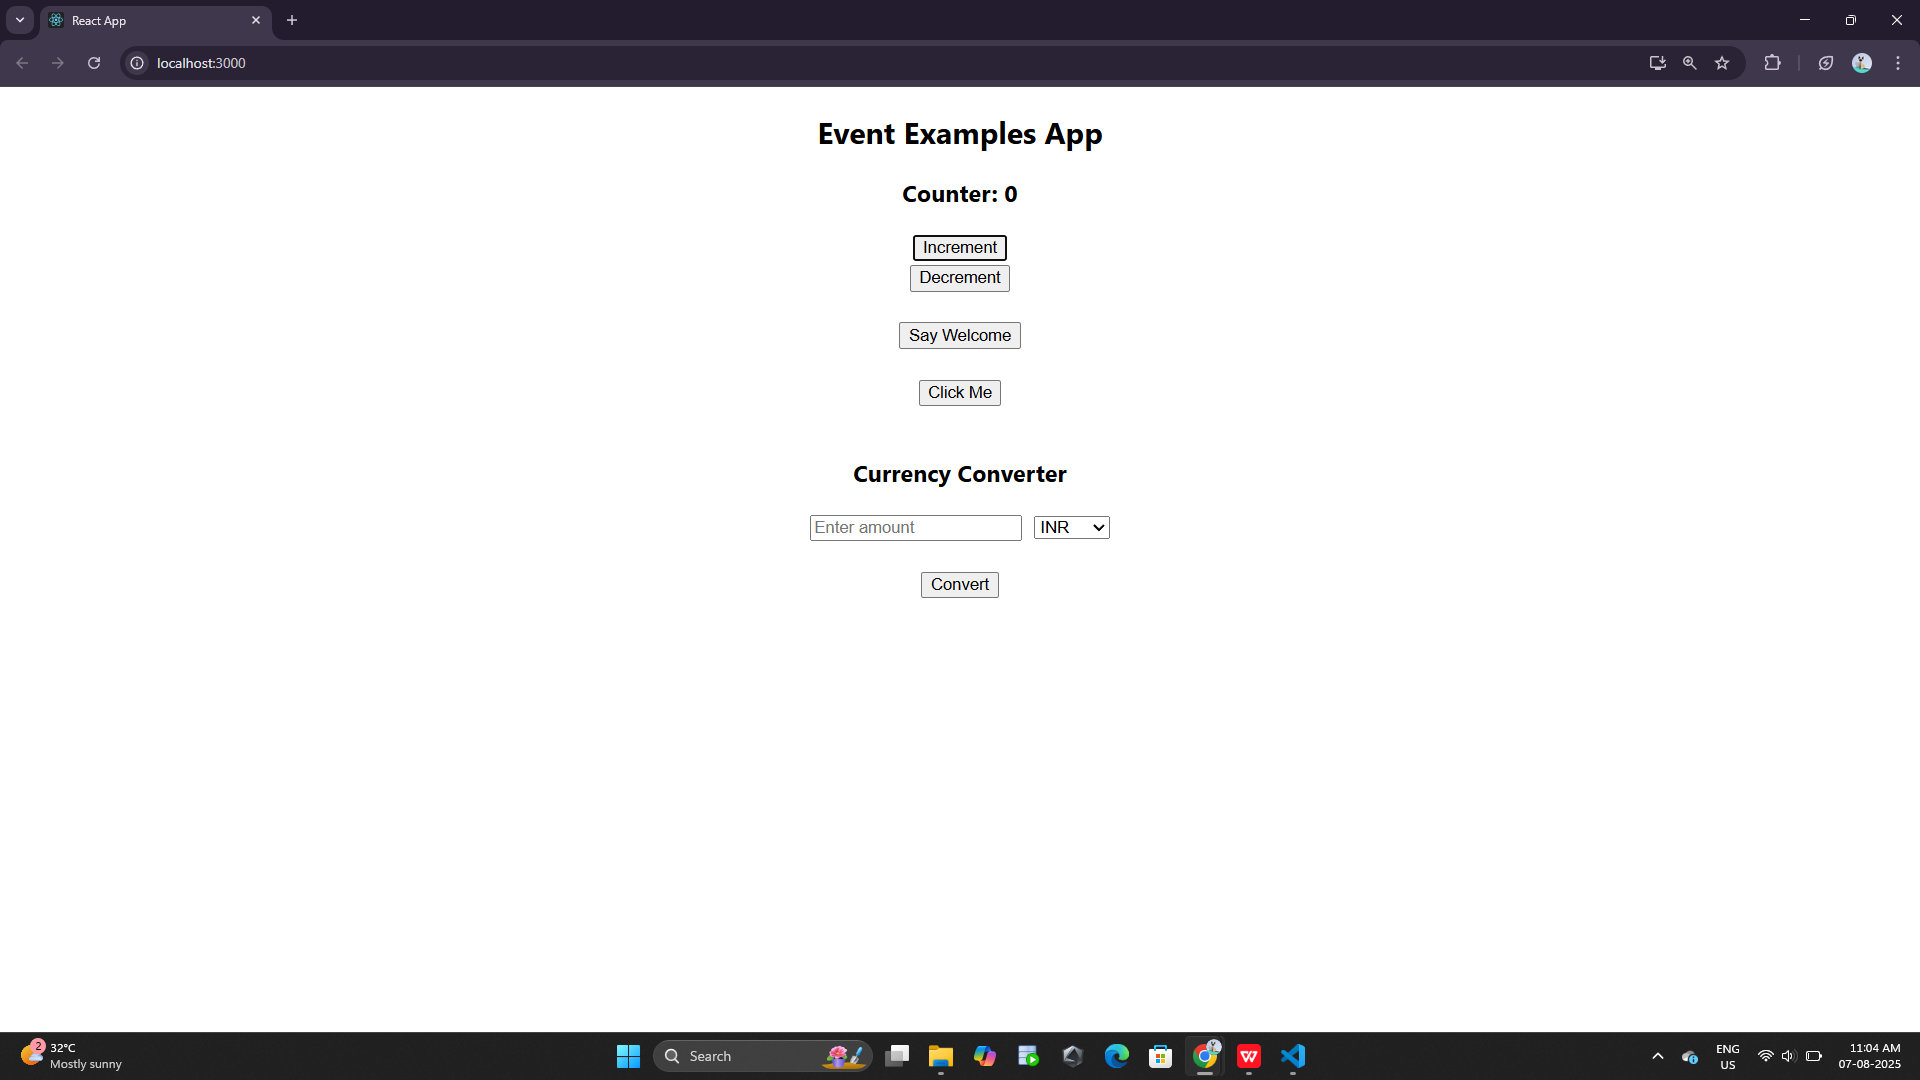 React App
localhost:3000
Event Examples App
Counter: 0
Increment
Decrement
Say Welcome
Click Me
Currency Converter
Enter amount INR
Convert
2
32°C
Mostly sunny
Search
ENG
US
11:04 AM
07-08-2025